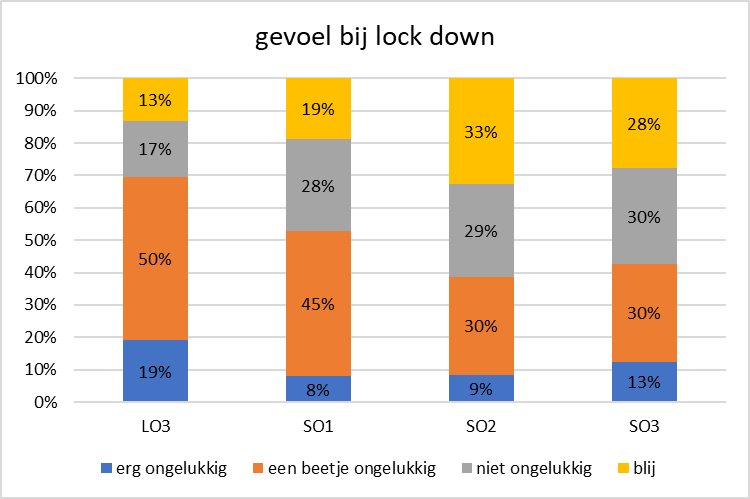 gevoel bij lock down
100%
90%
80%
70%
60%
50%
40%
30%
20%
10%
0%
13% 19% 33% 28%
17% 28% 29% 30%
50% 45% 30% 30%
19% 8% 9% 13%
LO3 SO1 SO2 SO3
erg ongelukkig een beetje ongelukkig niet ongelukkig blij